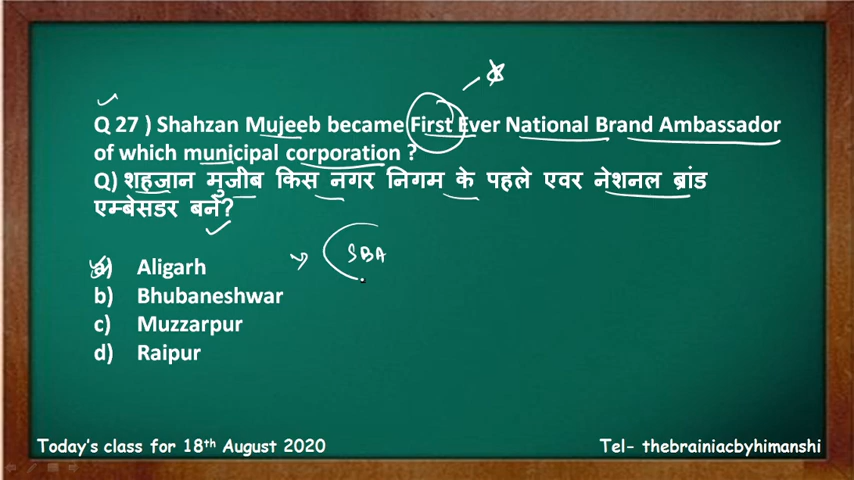 Q 27 ) Shahzan Mujeeb became First Ever National Brand Ambassador
of which municipal corporation ?
Q) शहजान मुजीब किस नगर निगम के पहले एवर नेशनल ब्रांड
एम्बेसडर बने?
a) Aligarh
SBA
b) Bhubaneshwar
c) Muzzarpur
d) Raipur
Today's class for 18th August 2020
Tel- thebrainiacbyhimanshi